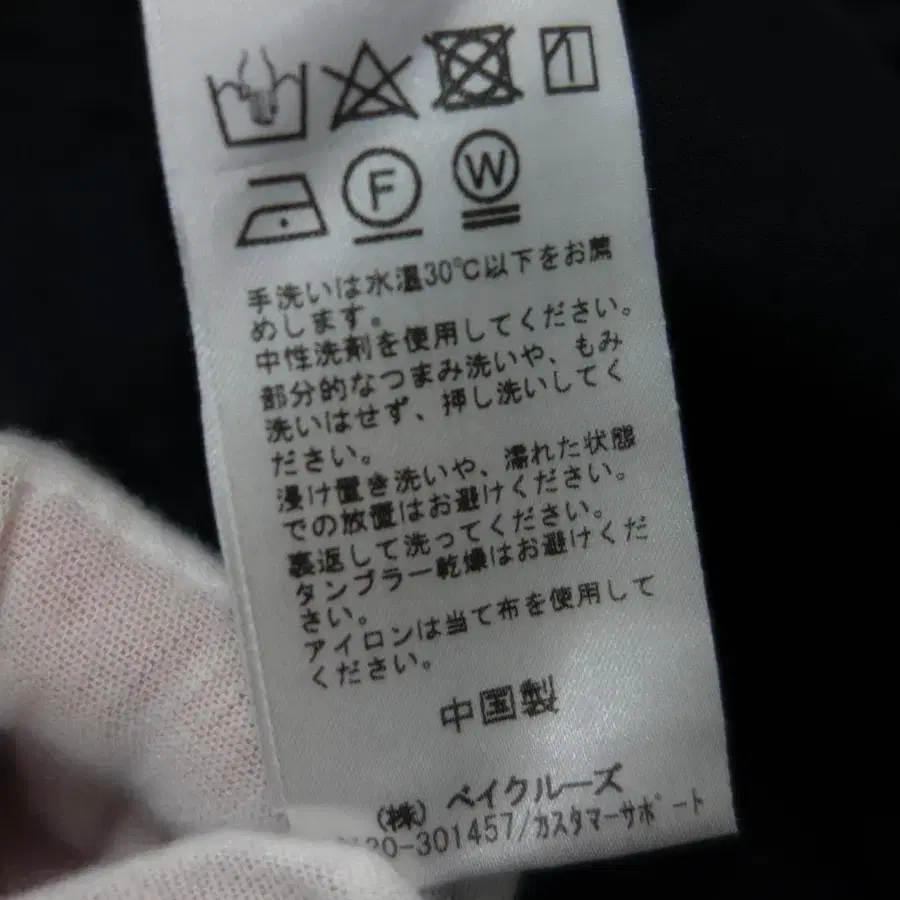 F W
手洗いは水温30℃以下をお薦
めします。
中性洗剤を使用してください。
部分的なつまみ洗いや、もみ
洗いはせず、押し洗いしてく
ださい。
浸け置き洗いや、濡れた状態
での放置はお避けください。
裏返して洗ってください。
タンブラー乾燥はお避けくだ
さい。
アイロンは当て布を使用して
ください。
中国製
(株) ベイクルーズ
20-301457/カスタマーサポート